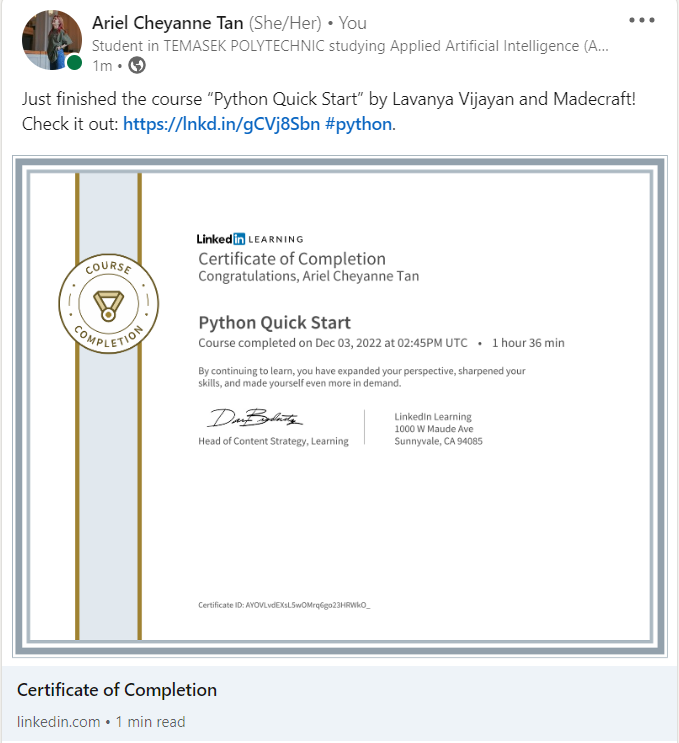 Ariel Cheyanne Tan (She/Her) • You
Student in TEMASEK POLYTECHNIC studying Applied Artificial Intelligence (A...
1m •
Just finished the course “Python Quick Start” by Lavanya Vijayan and Madecraft!
Check it out: https://lnkd.in/gCVj8Sbn #python.
COURSE
COMPLETION
Linked in LEARNING
Certificate of Completion
Congratulations, Ariel Cheyanne Tan
Python Quick Start
Course completed on Dec 03, 2022 at 02:45PM UTC • 1 hour 36 min
By continuing to learn, you have expanded your perspective, sharpened your
skills, and made yourself even more in demand.
Head of Content Strategy, Learning
LinkedIn Learning
1000 W Maude Ave
Sunnyvale, CA 94085
Certificate ID: AYOVLvdEXsL5wOMrq6go23HRWkO_
Certificate of Completion
linkedin.com • 1 min read